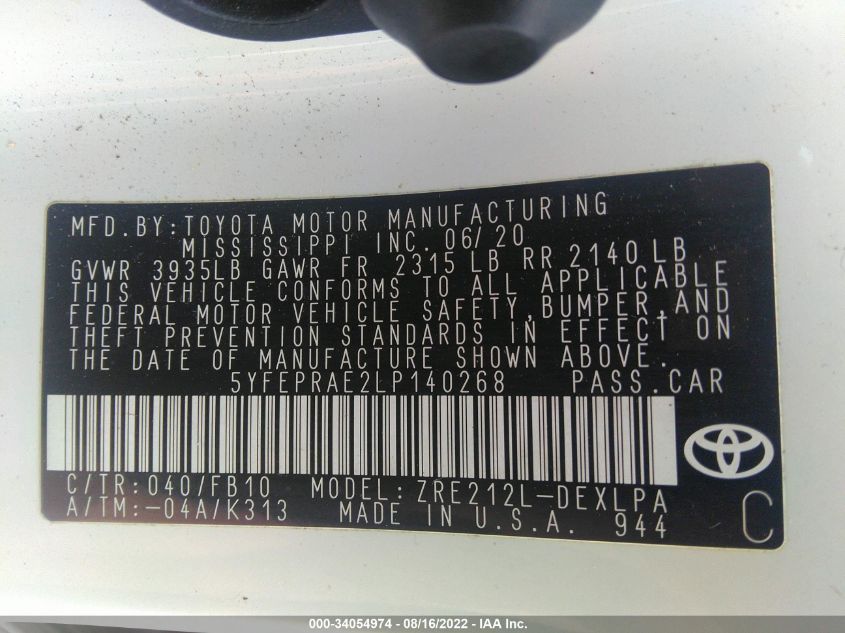 MFD.BY:TOYOTA MOTOR MANUFACTURING
MISSISSIPPI INC. 06/20
GVWR 3935LB GAWR FR 2315 LB RR 2140 LB
THIS VEHICLE CONFORMS TO ALL APPLICABLE
FEDERAL MOTOR VEHICLE SAFETY,BUMPER,AND
THEFT PREVENTION STANDARDS IN EFFECT ON
THE DATE OF MANUFACTURE SHOWN ABOVE.
5YFEPRAE2LP140268 PASS.CAR
C/TR:040/FB10 MODEL:ZRE212L-DEXLPA
A/TM:-04A/K313 MADE IN U.S.A. 944
C
000-34054974 - 08/16/2022 - IAA Inc.